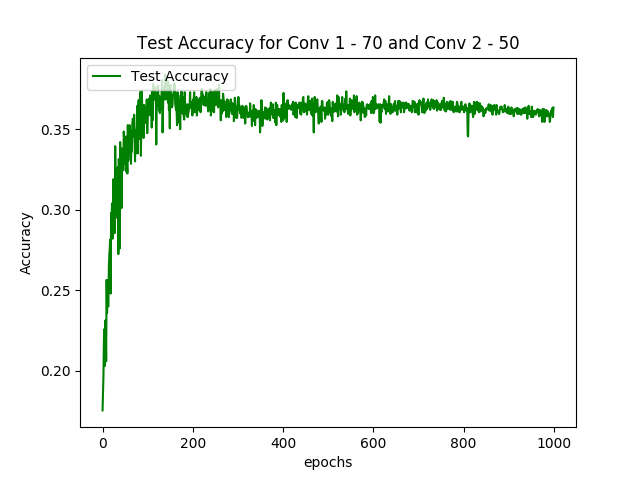 Test Accuracy for Conv 1 - 70 and Conv 2 - 50
Test Accuracy
0.35
0.30
0.25
0.20
Accuracy
0 200 400 600 800 1000
epochs